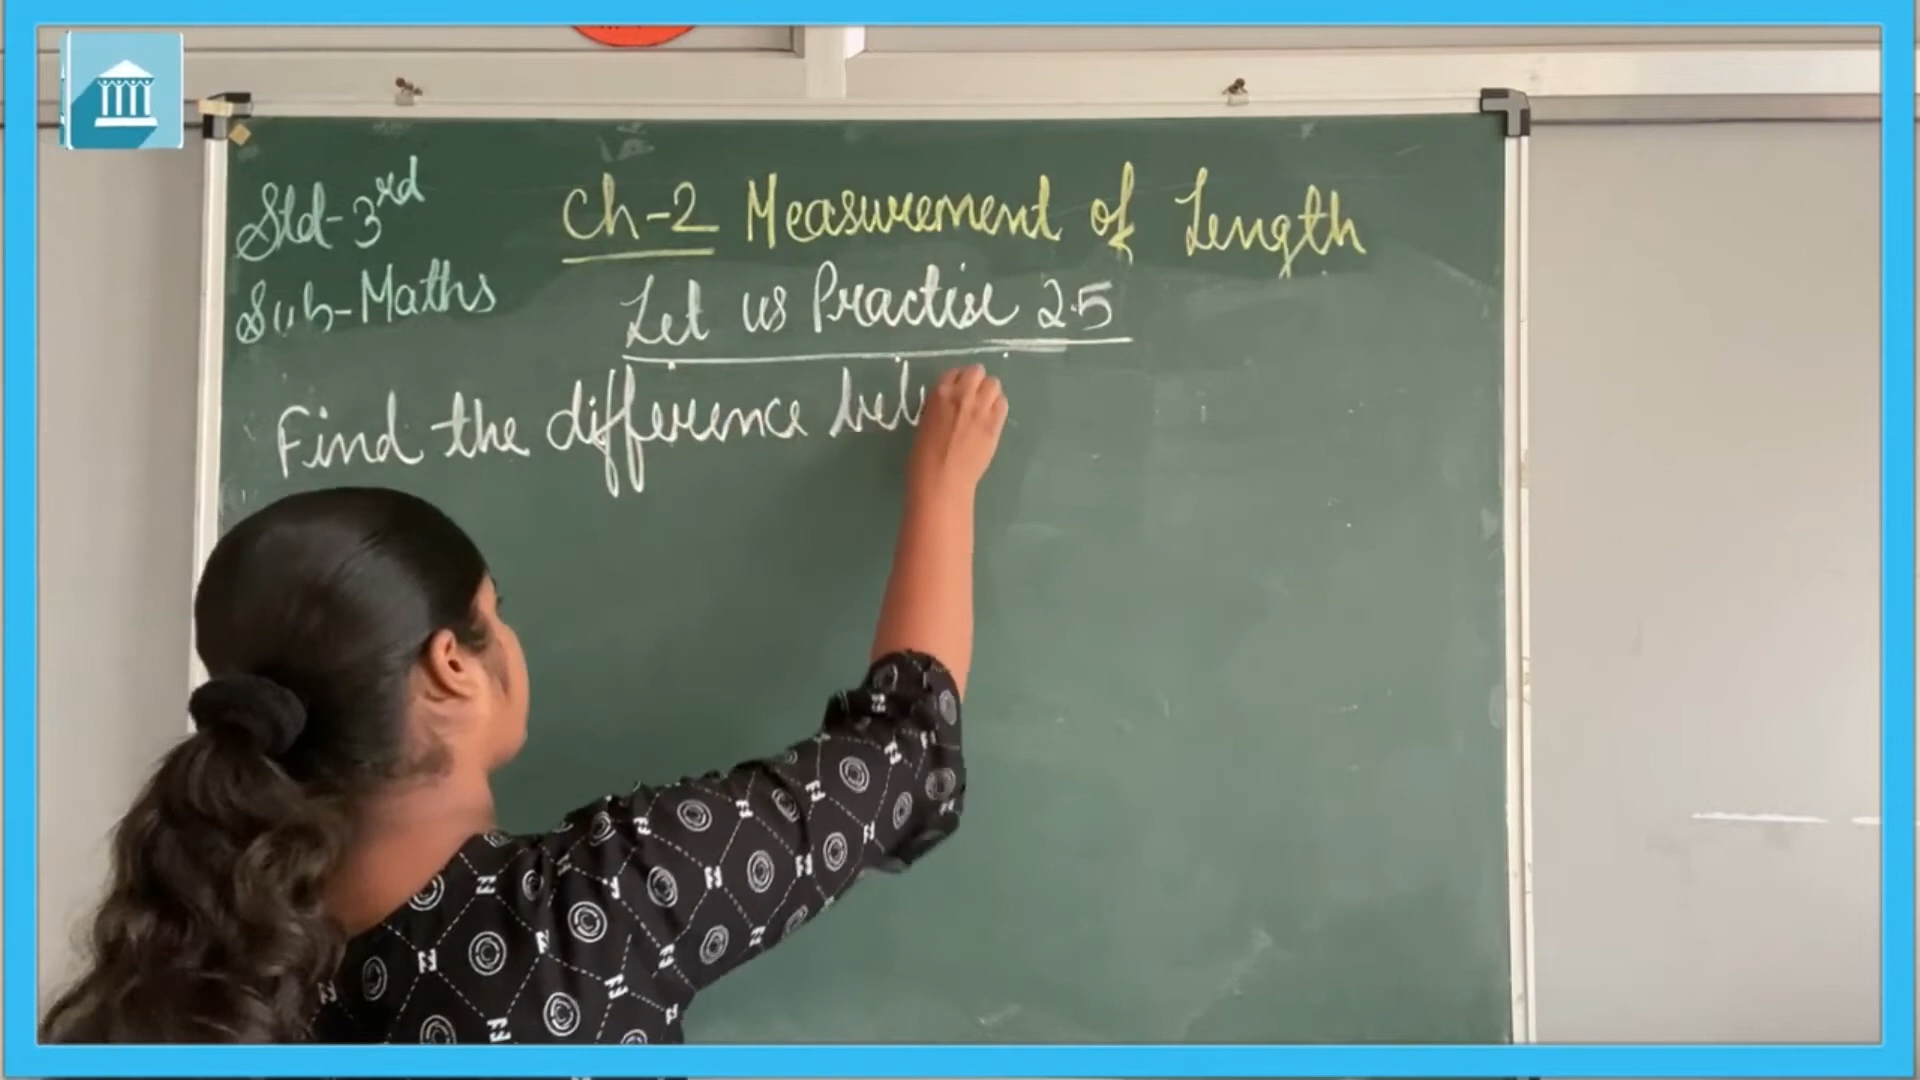 Std-3rd
Ch-2 Measurement of Length
Sub-Maths
Let us Practise 2.5
Find the difference